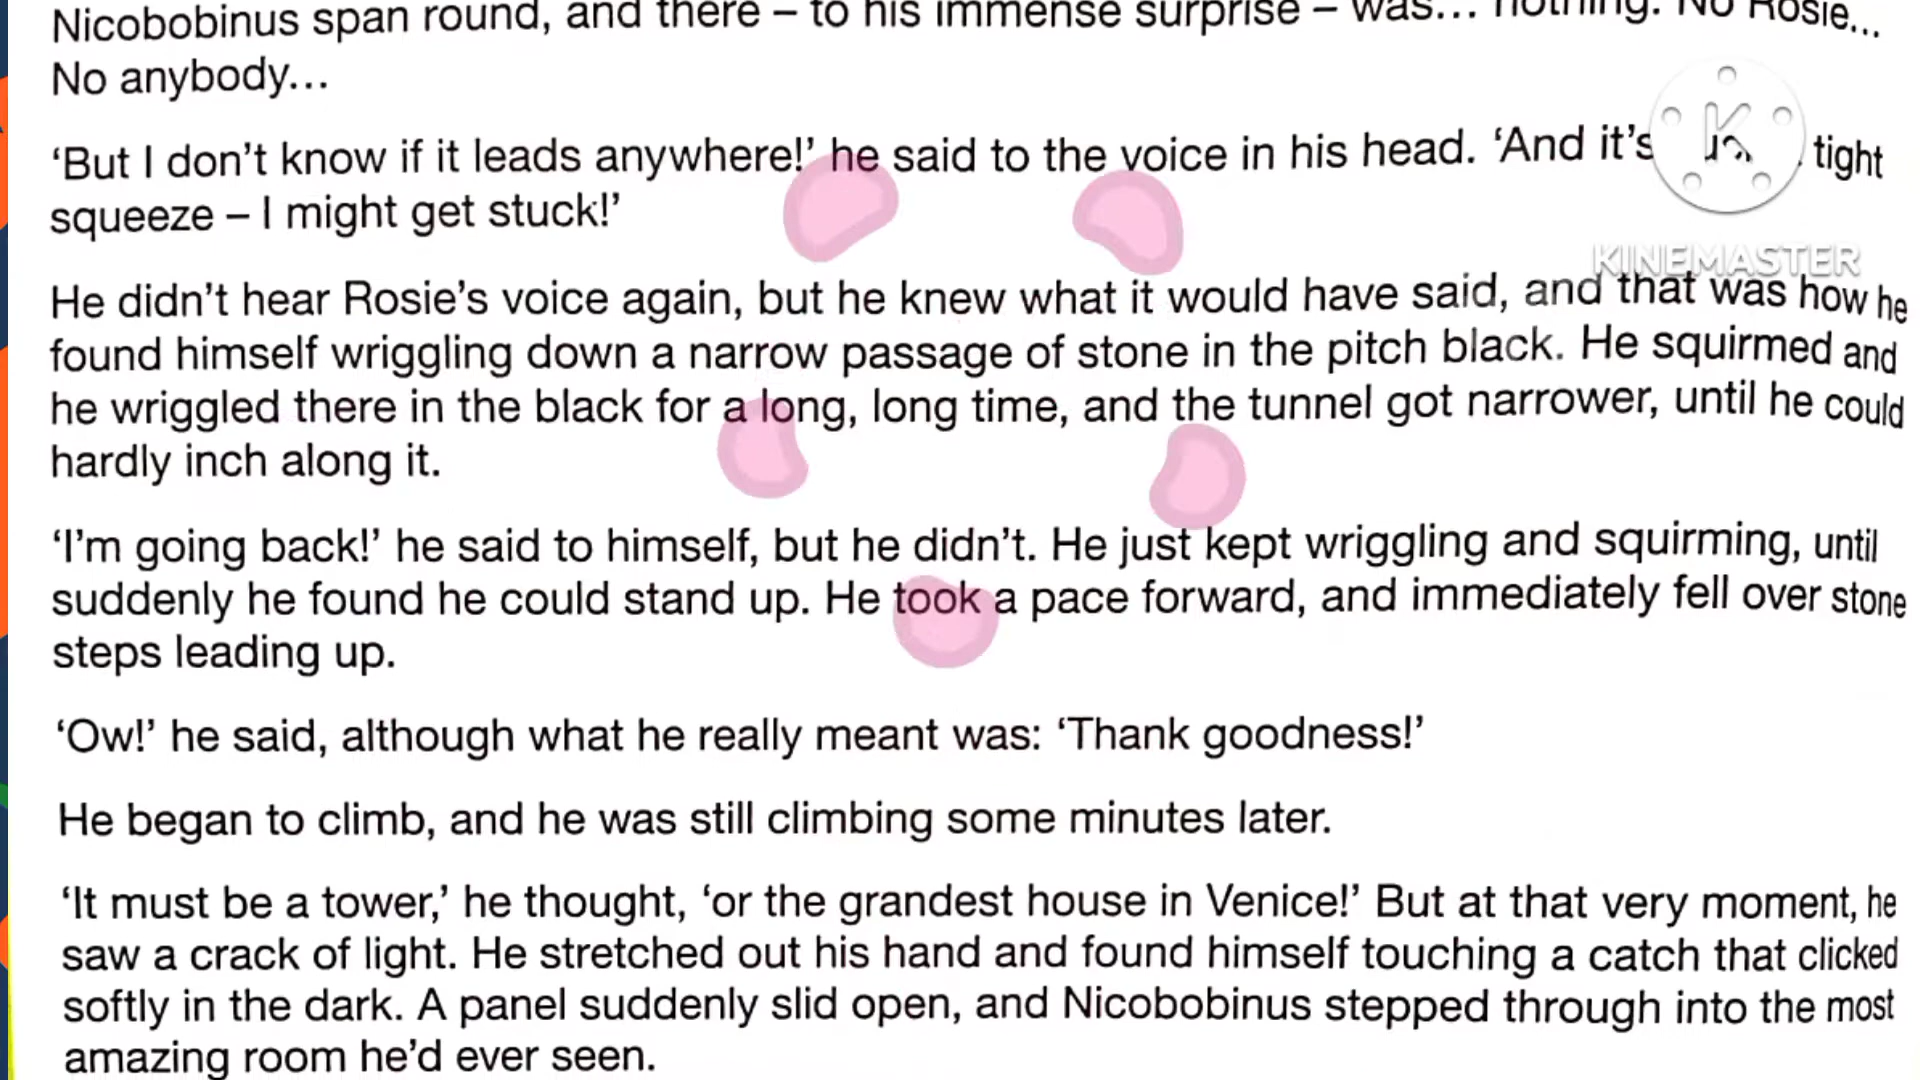 Nicobobinus span round, and there – to his immense surprise – was... nothing. No Rosie...
No anybody...
‘But I don’t know if it leads anywhere!’ he said to the voice in his head. ‘And it’s tight
squeeze – I might get stuck!’
He didn’t hear Rosie’s voice again, but he knew what it would have said, and that was how he
found himself wriggling down a narrow passage of stone in the pitch black. He squirmed and
he wriggled there in the black for a long, long time, and the tunnel got narrower, until he could
hardly inch along it.
‘I’m going back!’ he said to himself, but he didn’t. He just kept wriggling and squirming, until
suddenly he found he could stand up. He took a pace forward, and immediately fell over stone
steps leading up.
‘Ow!’ he said, although what he really meant was: ‘Thank goodness!’
He began to climb, and he was still climbing some minutes later.
‘It must be a tower,’ he thought, ‘or the grandest house in Venice!’ But at that very moment, he
saw a crack of light. He stretched out his hand and found himself touching a catch that clicked
softly in the dark. A panel suddenly slid open, and Nicobobinus stepped through into the most
amazing room he’d ever seen.
K
KINEMASTER